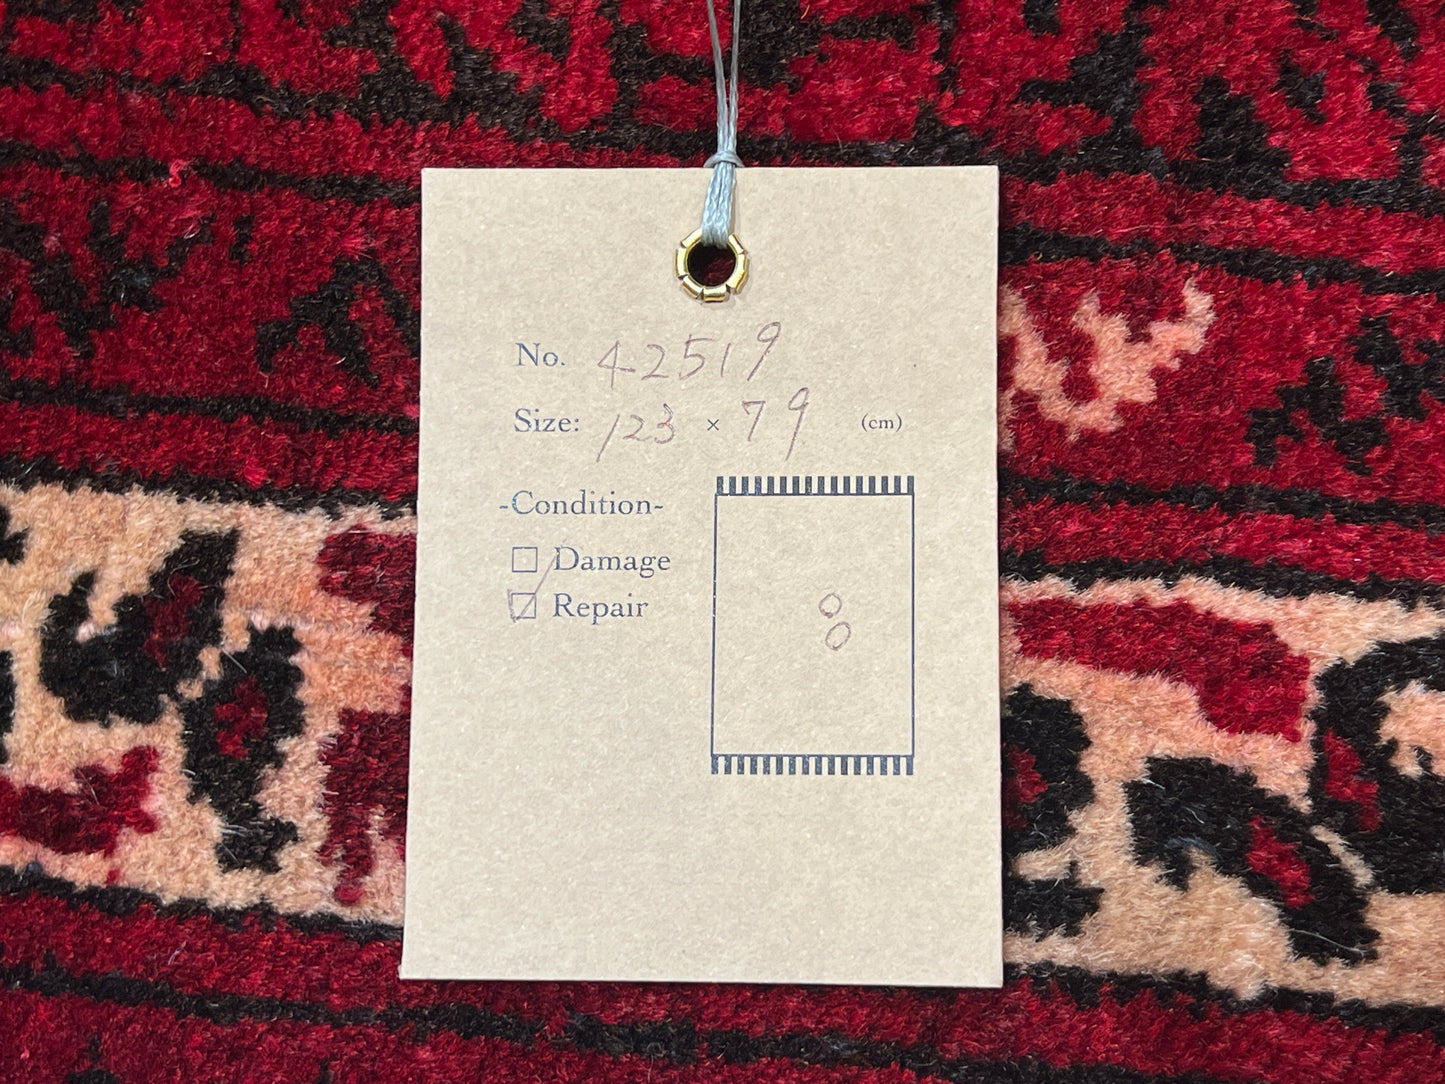 No. 42519
Size: 123 × 79 (cm)
-Condition-
Damage
Repair